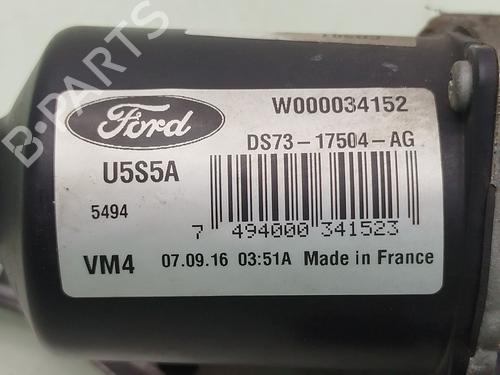 Ford
W000034152
DS73-17504-AG
U5S5A
5494
7 494000 341523
VM4 07.09.16 03:51A Made in France
B-PARTS